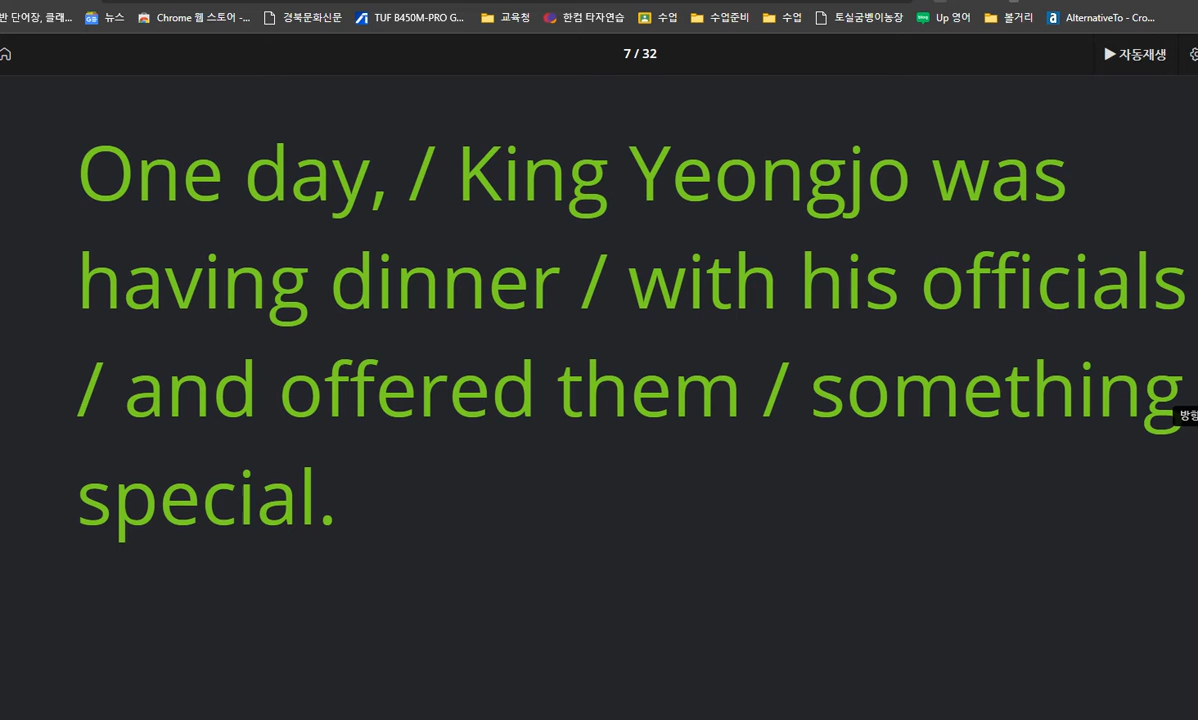 반 단어장, 클래... 뉴스 Chrome 웹 스토어 -... 경북문화신문 TUF B450M-PRO G... 교육청 한컴 타자연습 수업 수업준비 수업 토실굼벵이농장 Up 영어 볼거리 AlternativeTo - Cro...
7 / 32 ▶ 자동재생
One day, / King Yeongjo was
having dinner / with his officials
/ and offered them / something
방향
special.